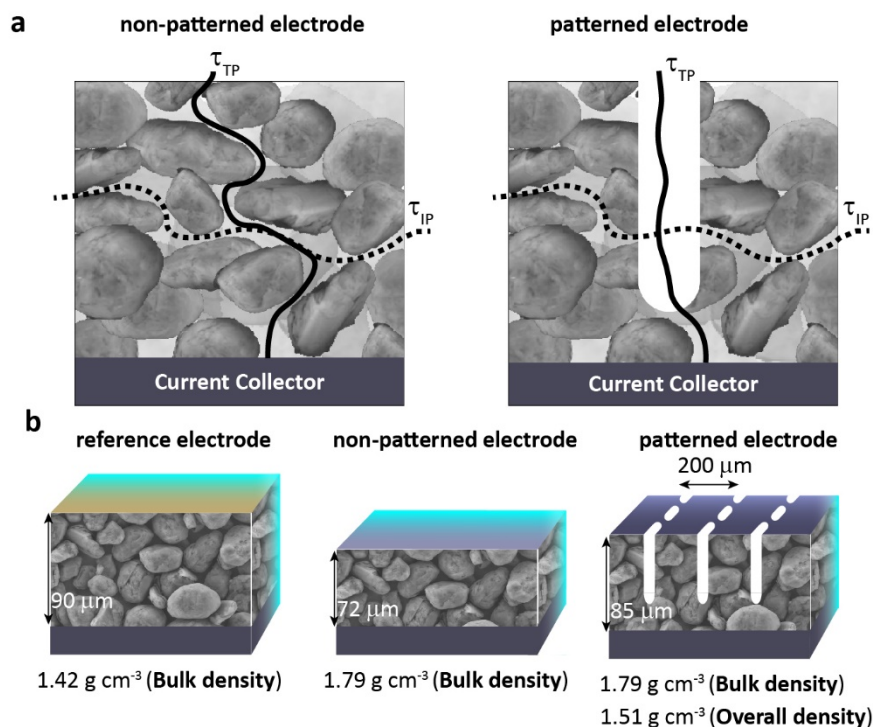 a
non-patterned electrode
patterned electrode
τTP
τTP
τIP
τIP
Current Collector
Current Collector
b
reference electrode
non-patterned electrode
patterned electrode
200 μm
90 μm
72 μm
85 μm
1.42 g cm⁻³ (Bulk density)
1.79 g cm⁻³ (Bulk density)
1.79 g cm⁻³ (Bulk density)
1.51 g cm⁻³ (Overall density)